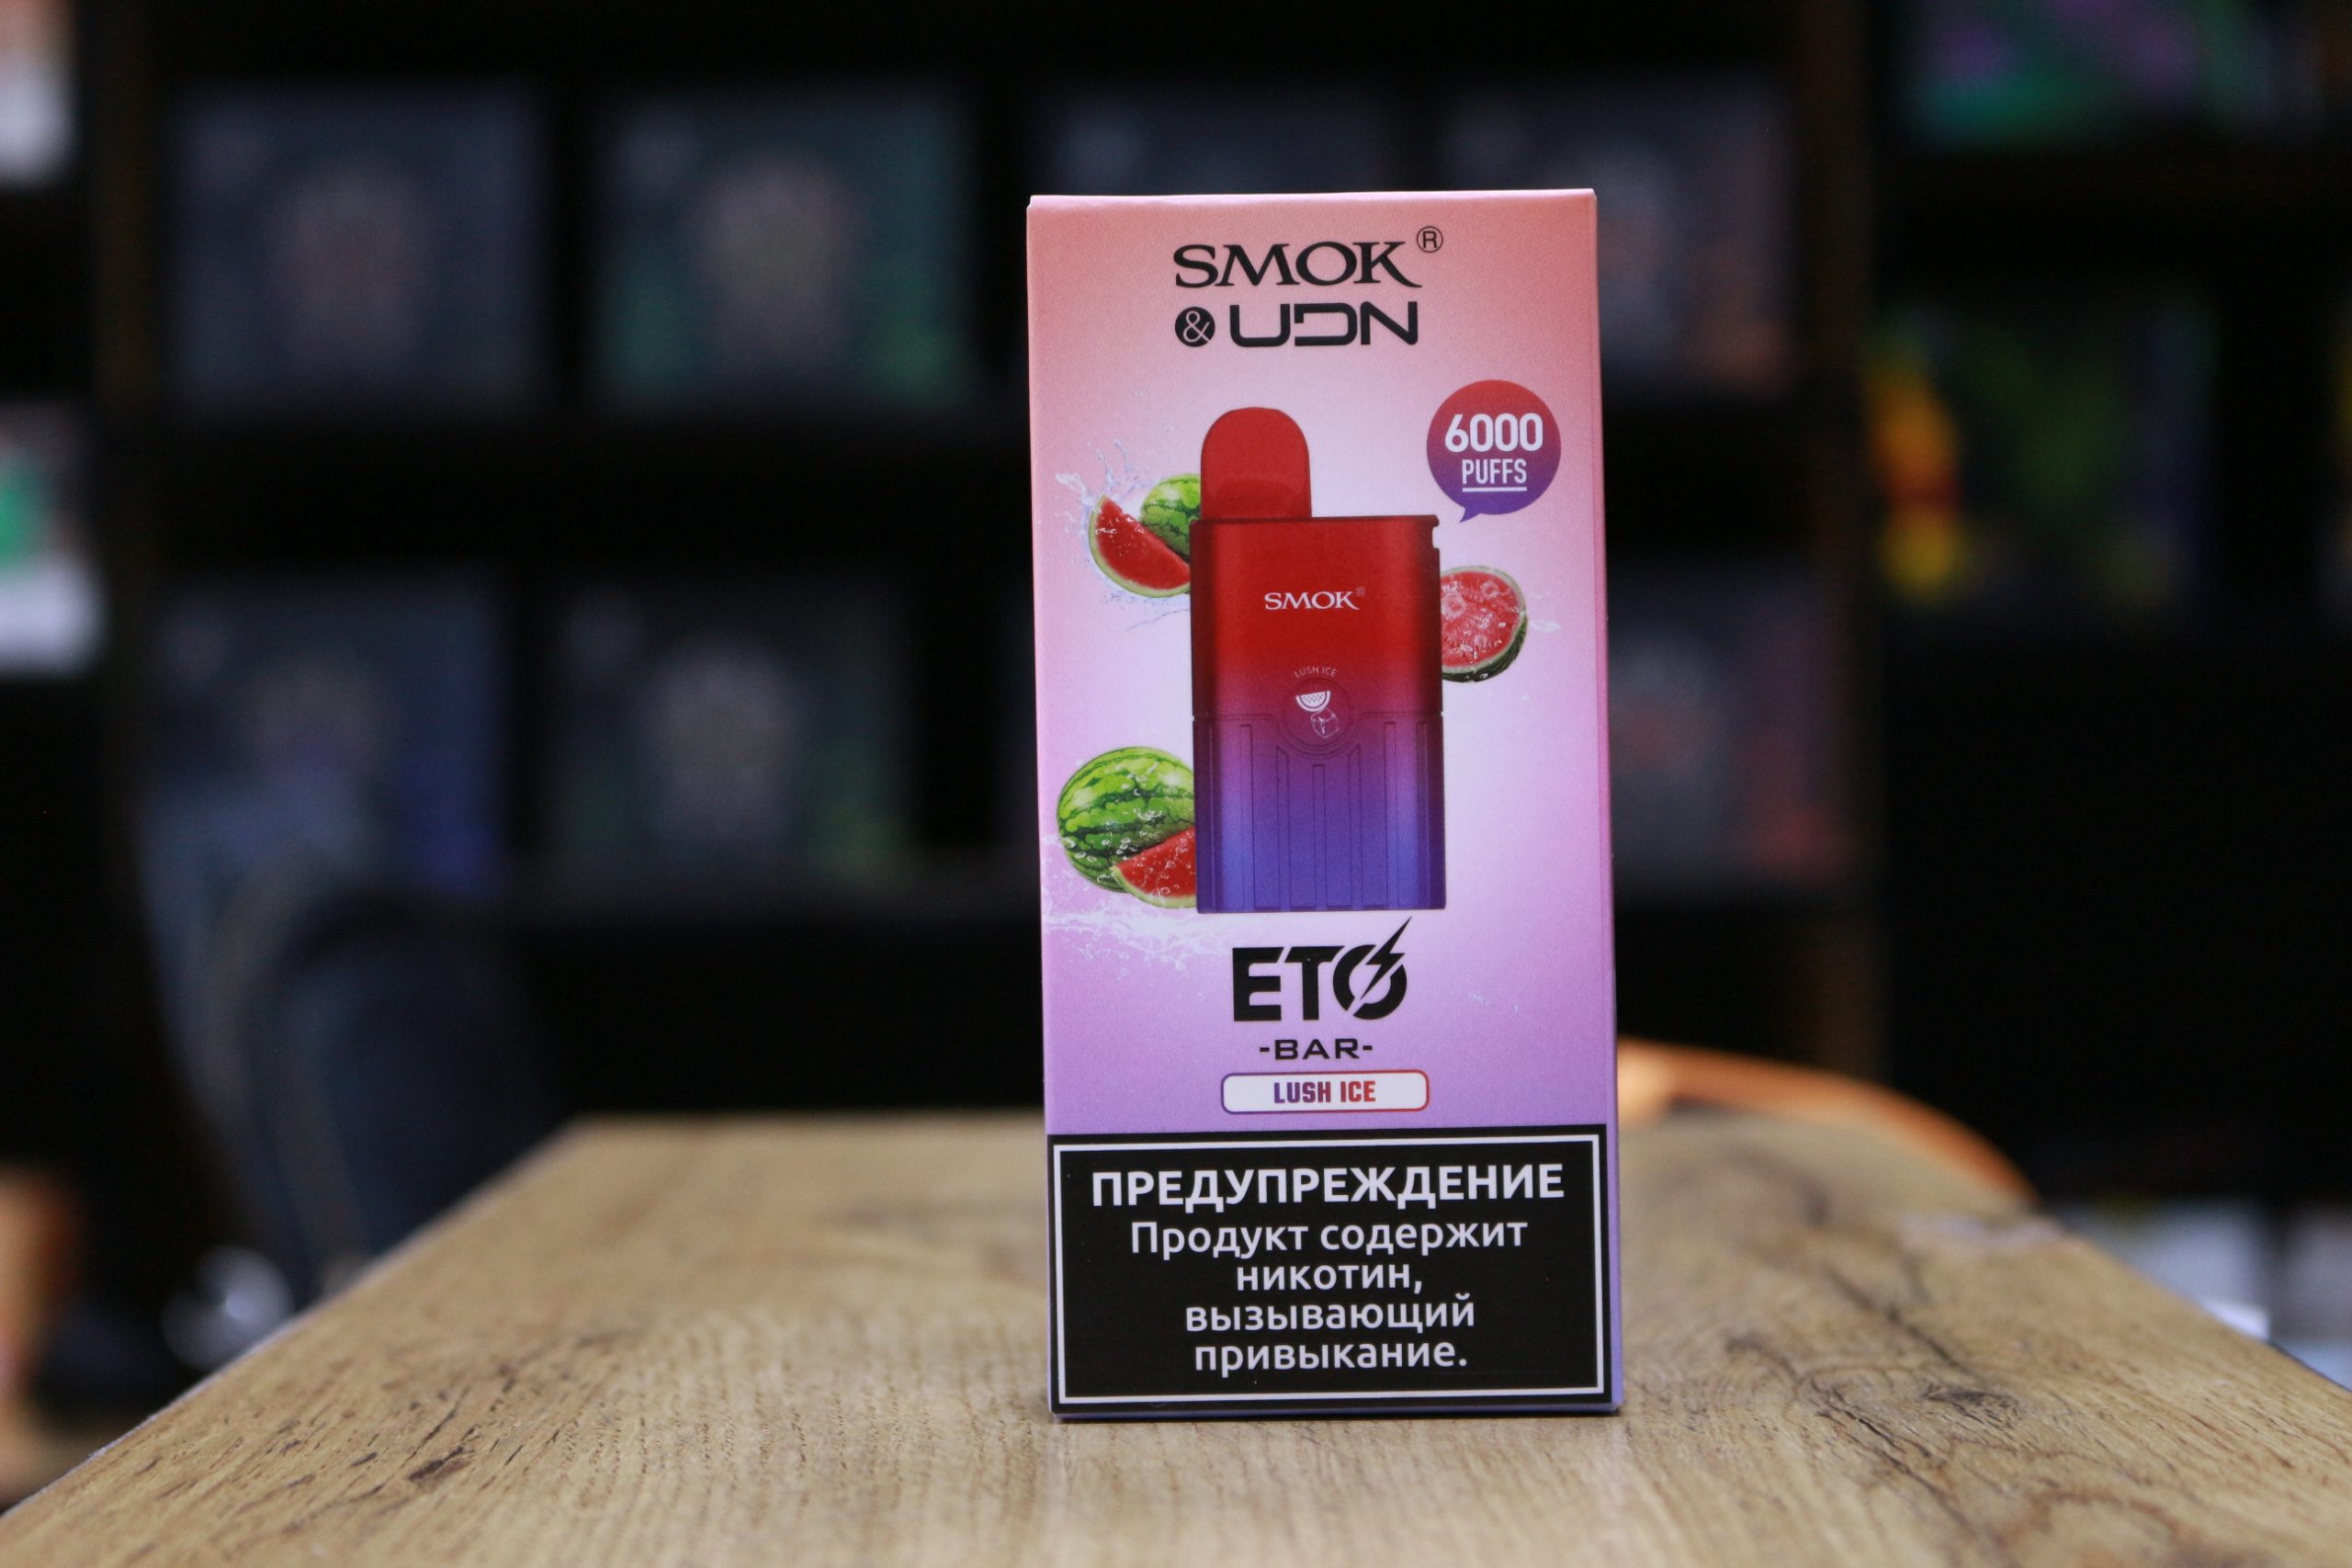 SMOK®
& UDN
6000
PUFFS
SMOK®
LUSH ICE
ETO
-BAR-
LUSH ICE
ПРЕДУПРЕЖДЕНИЕ
Продукт содержит
никотин,
вызывающий
привыкание.